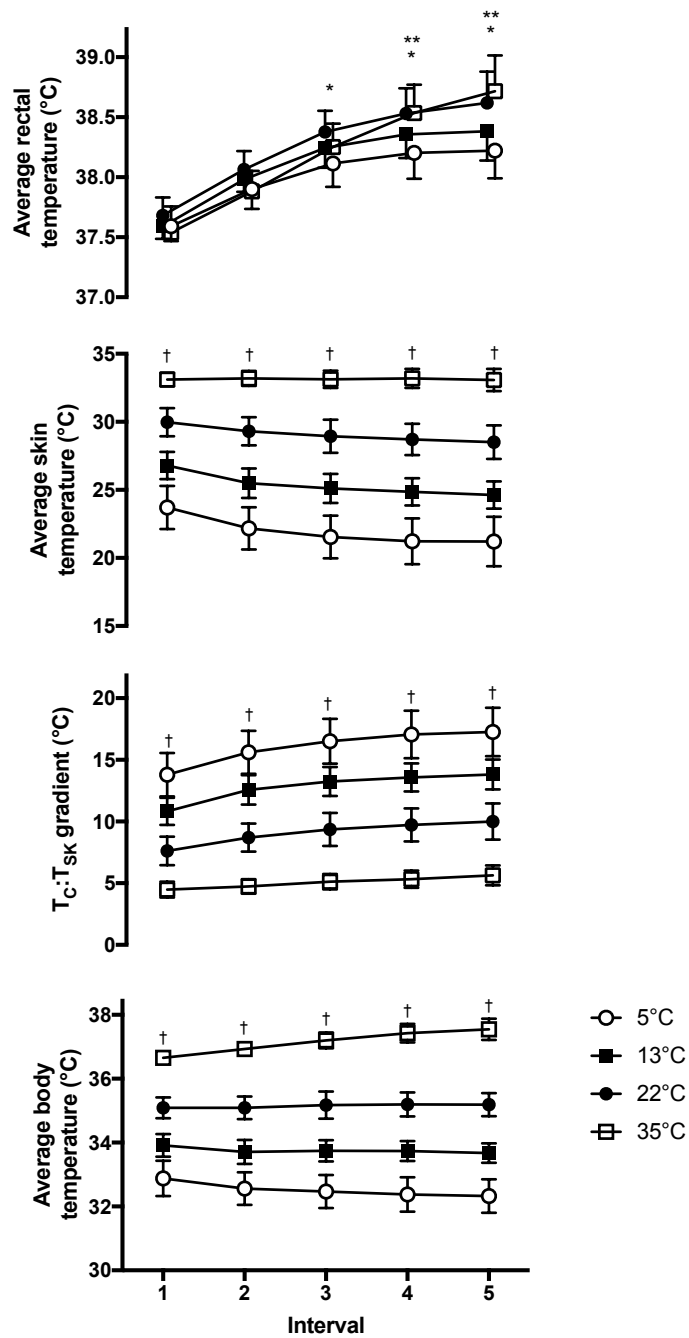 **
**
*
*
*
39.0
38.5
38.0
37.5
37.0
Average rectal
temperature (°C)
† † † † †
35
30
25
20
15
Average skin
temperature (°C)
† † † † †
20
15
10
5
0
TC:TSK gradient (°C)
† † † † †
38
36
34
32
30
Average body
temperature (°C)
1 2 3 4 5
Interval
5°C
13°C
22°C
35°C